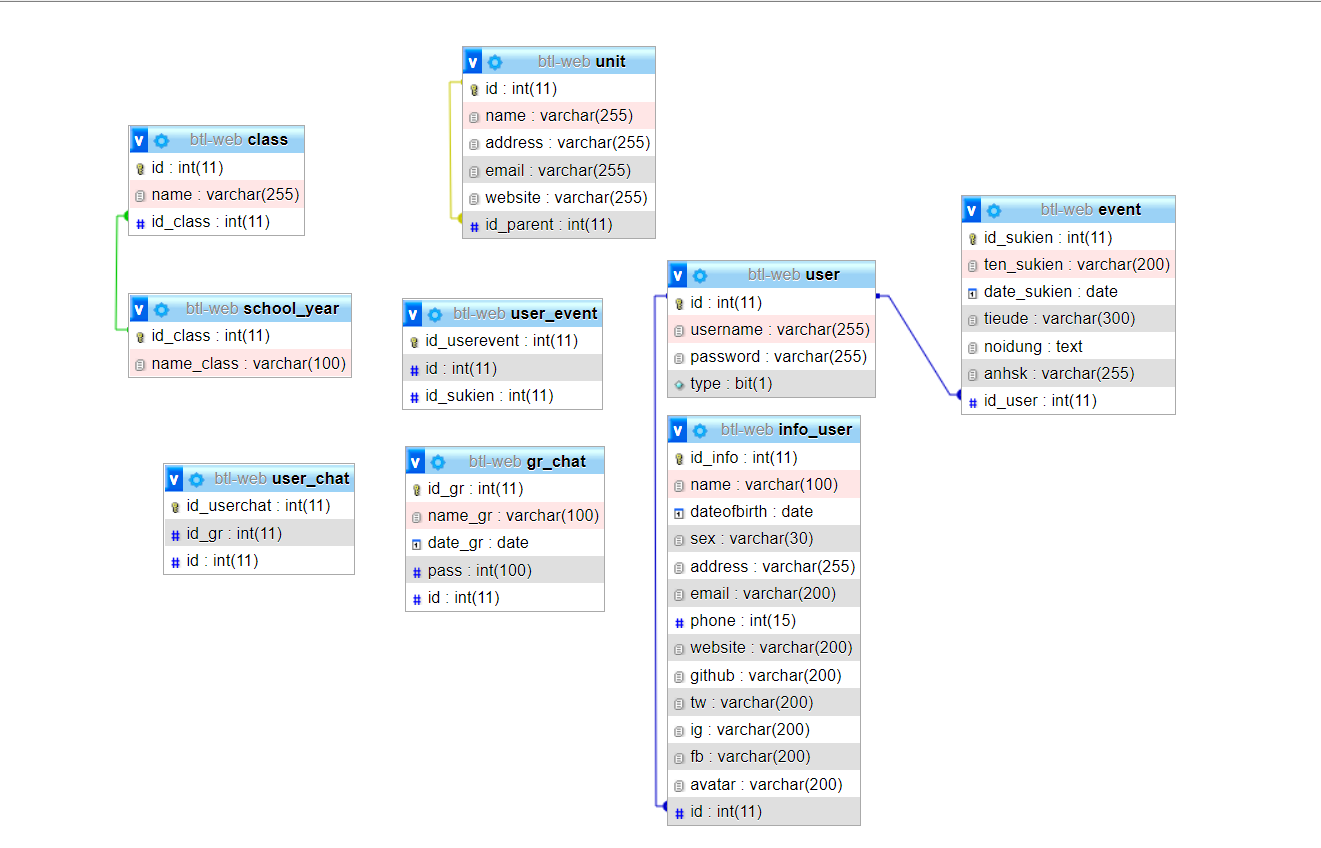 btl-web unit
id : int(11)
name : varchar(255)
address : varchar(255)
email : varchar(255)
website : varchar(255)
id_parent : int(11)
btl-web class
id : int(11)
name : varchar(255)
id_class : int(11)
btl-web school_year
id_class : int(11)
name_class : varchar(100)
btl-web user_event
id_userevent : int(11)
id : int(11)
id_sukien : int(11)
btl-web user
id : int(11)
username : varchar(255)
password : varchar(255)
type : bit(1)
btl-web event
id_sukien : int(11)
ten_sukien : varchar(200)
date_sukien : date
tieude : varchar(300)
noidung : text
anhsk : varchar(255)
id_user : int(11)
btl-web user_chat
id_userchat : int(11)
id_gr : int(11)
id : int(11)
btl-web gr_chat
id_gr : int(11)
name_gr : varchar(100)
date_gr : date
pass : int(100)
id : int(11)
btl-web info_user
id_info : int(11)
name : varchar(100)
dateofbirth : date
sex : varchar(30)
address : varchar(255)
email : varchar(200)
phone : int(15)
website : varchar(200)
github : varchar(200)
tw : varchar(200)
ig : varchar(200)
fb : varchar(200)
avatar : varchar(200)
id : int(11)